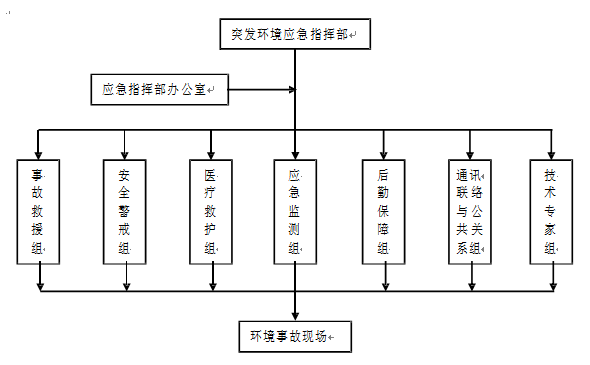 突发环境应急指挥部
应急指挥部办公室
事故救援组
安全警戒组
医疗救护组
应急监测组
后勤保障组
通讯
联络
与公
共关
系组
技术专家组
环境事故现场